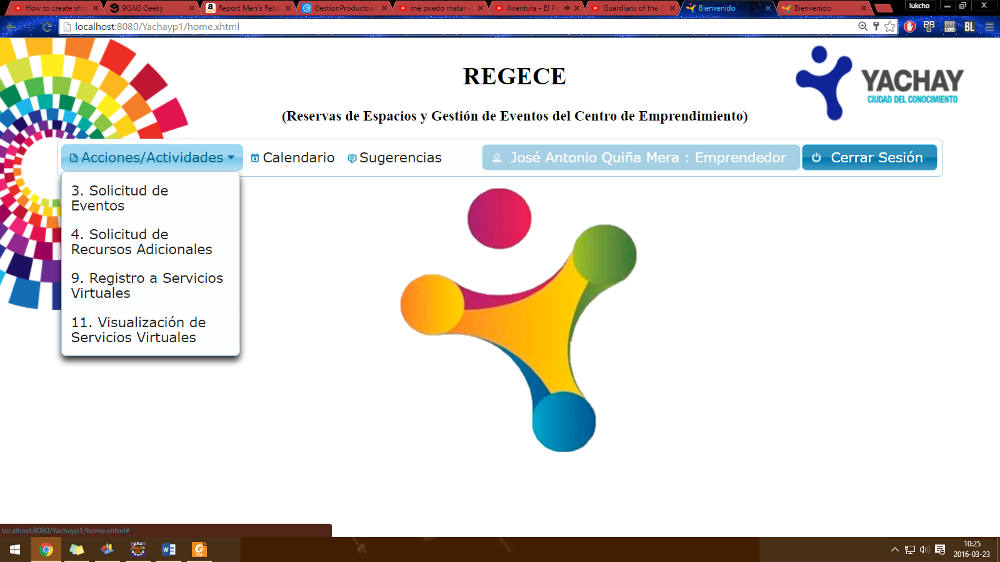 How to create sho
9GAG Geeky
Report Men's Rebe
GestionProductoa
me puedo matar -
Aventura - El Pe
Guardians of the G
Bienvenido
Bienvenido
lukcho
localhost:8080/Yachayp1/home.xhtml
BL
REGECE
(Reservas de Espacios y Gestión de Eventos del Centro de Emprendimiento)
YACHAY
CIUDAD DEL CONOCIMIENTO
Acciones/Actividades
Calendario
Sugerencias
José Antonio Quiña Mera : Emprendedor
Cerrar Sesión
3. Solicitud de
Eventos
4. Solicitud de
Recursos Adicionales
9. Registro a Servicios
Virtuales
11. Visualización de
Servicios Virtuales
localhost:8080/Yachayp1/home.xhtml#
10:25
2016-03-23